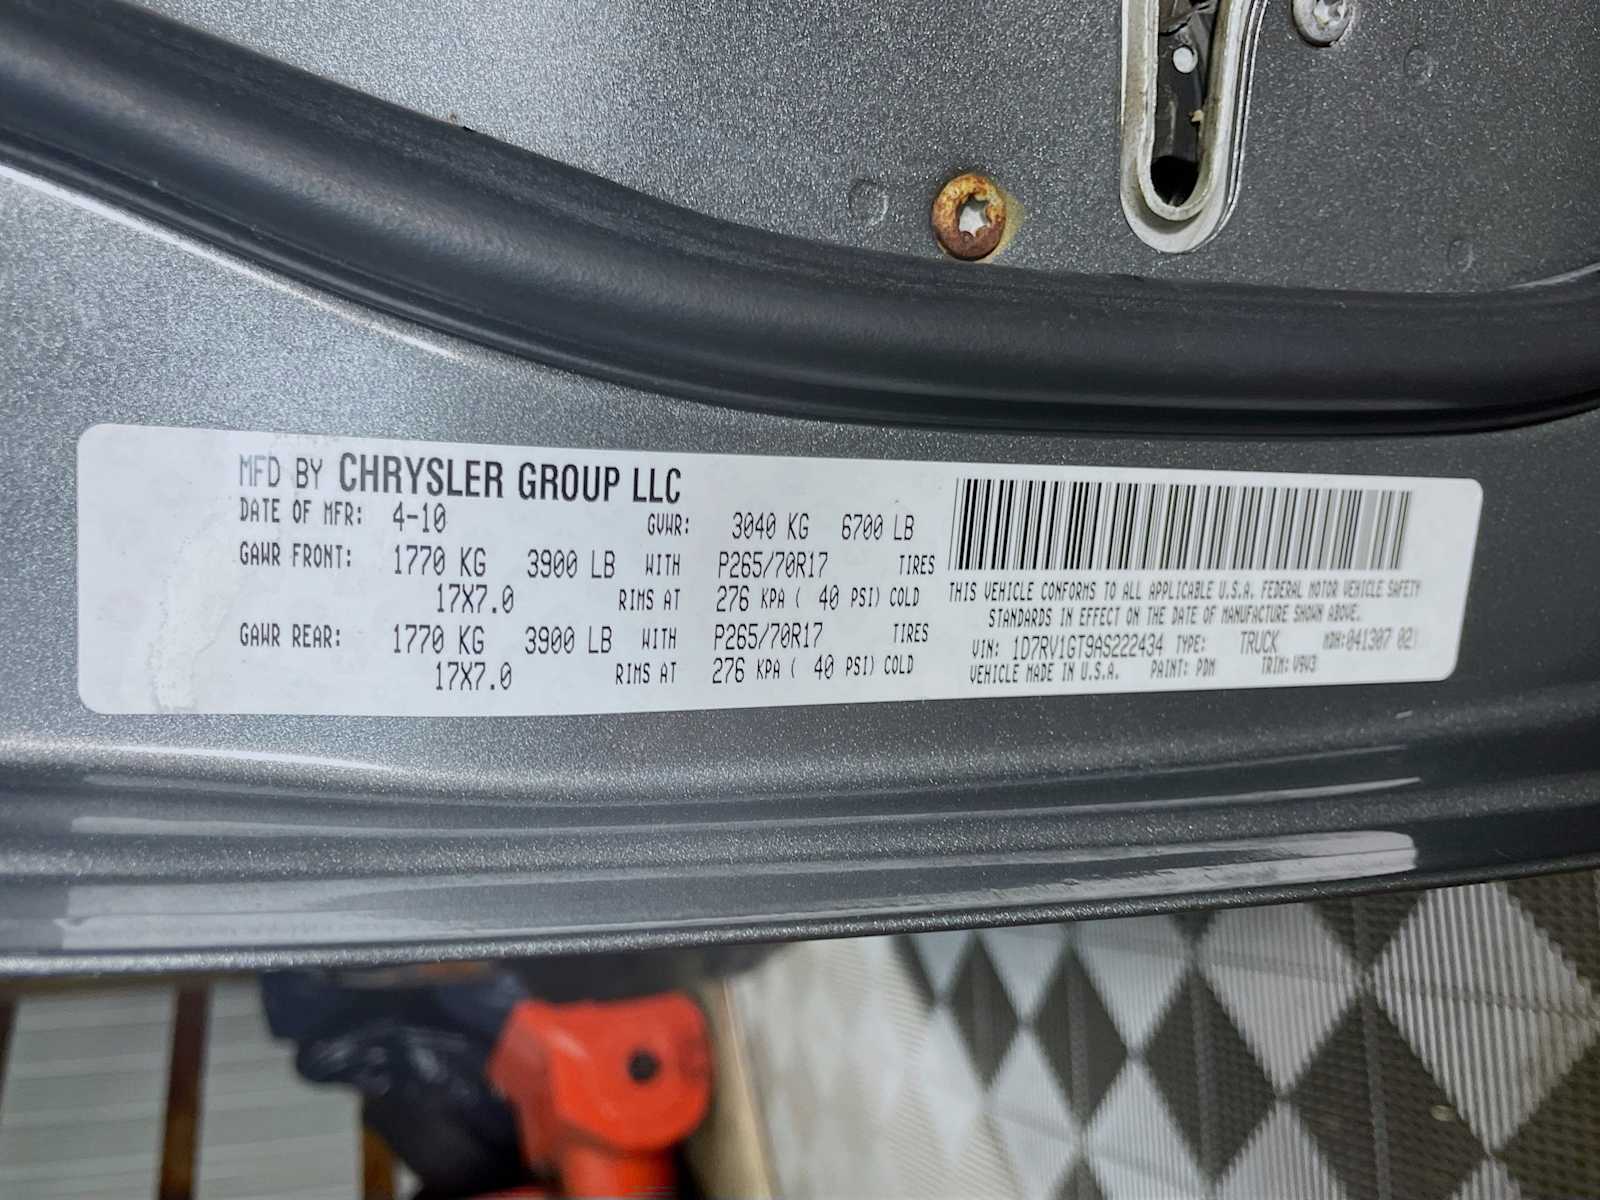 MFD BY CHRYSLER GROUP LLC
DATE OF MFR: 4-10 GVWR: 3040 KG 6700 LB
GAWR FRONT: 1770 KG 3900 LB WITH P265/70R17 TIRES
17X7.0 RIMS AT 276 KPA ( 40 PSI) COLD
GAWR REAR: 1770 KG 3900 LB WITH P265/70R17 TIRES
17X7.0 RIMS AT 276 KPA ( 40 PSI) COLD
THIS VEHICLE CONFORMS TO ALL APPLICABLE U.S.A. FEDERAL MOTOR VEHICLE SAFETY
STANDARDS IN EFFECT ON THE DATE OF MANUFACTURE SHOWN ABOVE.
VIN: 1D7RV1GT9AS222434 TYPE: TRUCK MDH:041307 02
VEHICLE MADE IN U.S.A. PAINT: PDM TRIM: V9V3